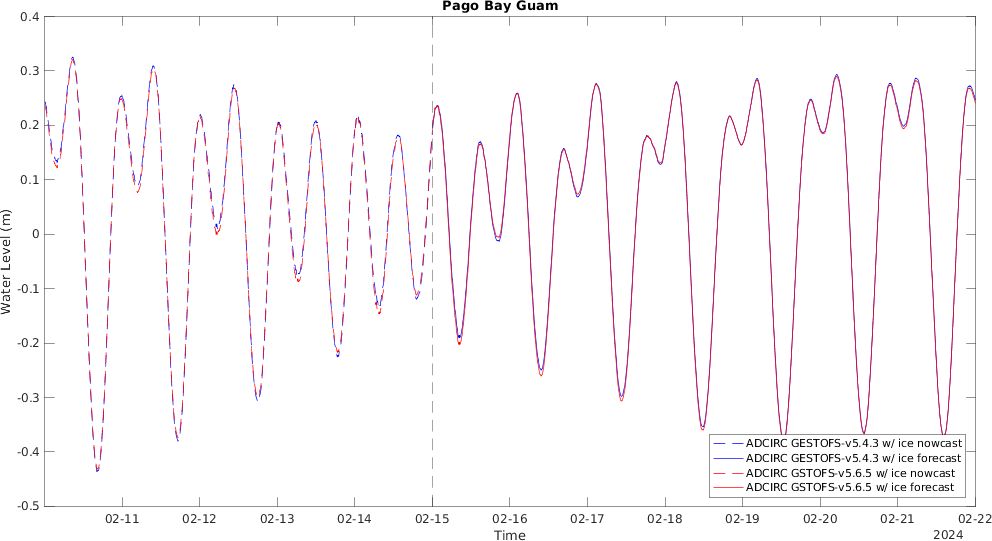 Pago Bay Guam
0.4
0.3
0.2
0.1
0
-0.1
-0.2
-0.3
-0.4
-0.5
Water Level (m)
ADCIRC GESTOFS-v5.4.3 w/ ice nowcast
ADCIRC GESTOFS-v5.4.3 w/ ice forecast
ADCIRC GSTOFS-v5.6.5 w/ ice nowcast
ADCIRC GSTOFS-v5.6.5 w/ ice forecast
02-11 02-12 02-13 02-14 02-15 02-16 02-17 02-18 02-19 02-20 02-21 02-22
Time
2024